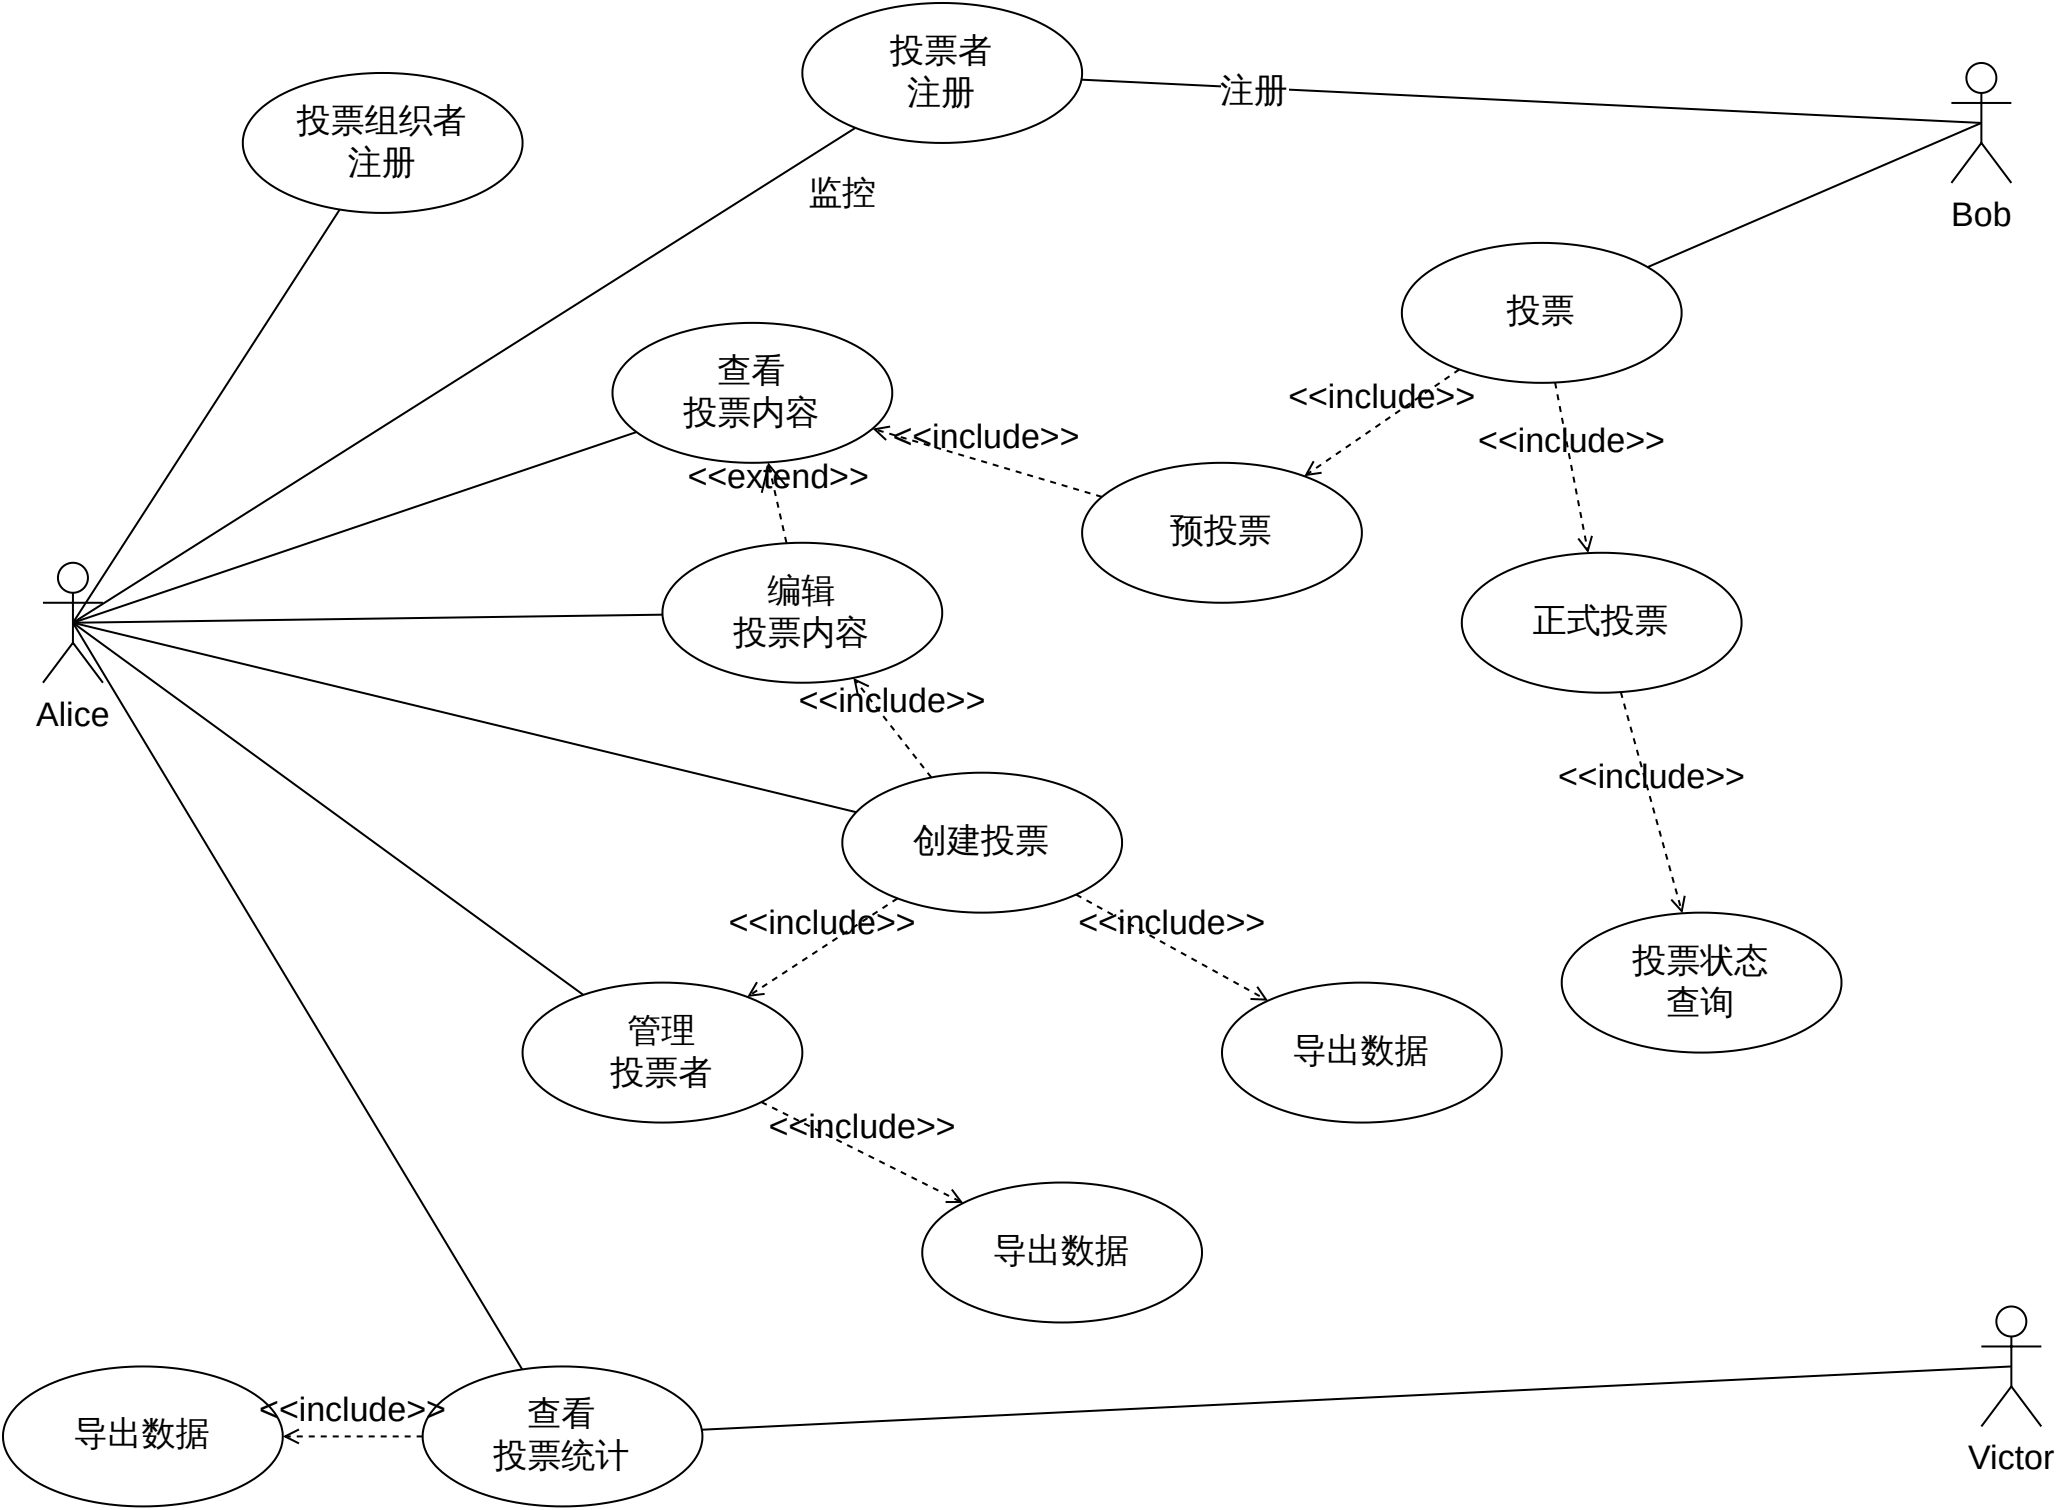 投票者
注册
注册
投票组织者
注册
监控
Bob
投票
查看
投票内容
<<include>>
<<include>>
<<include>>
<<extend>>
预投票
编辑
投票内容
正式投票
Alice
<<include>>
<<include>>
创建投票
<<include>>
<<include>>
投票状态
查询
管理
投票者
导出数据
<<include>>
导出数据
<<include>>
导出数据
查看
投票统计
Victor